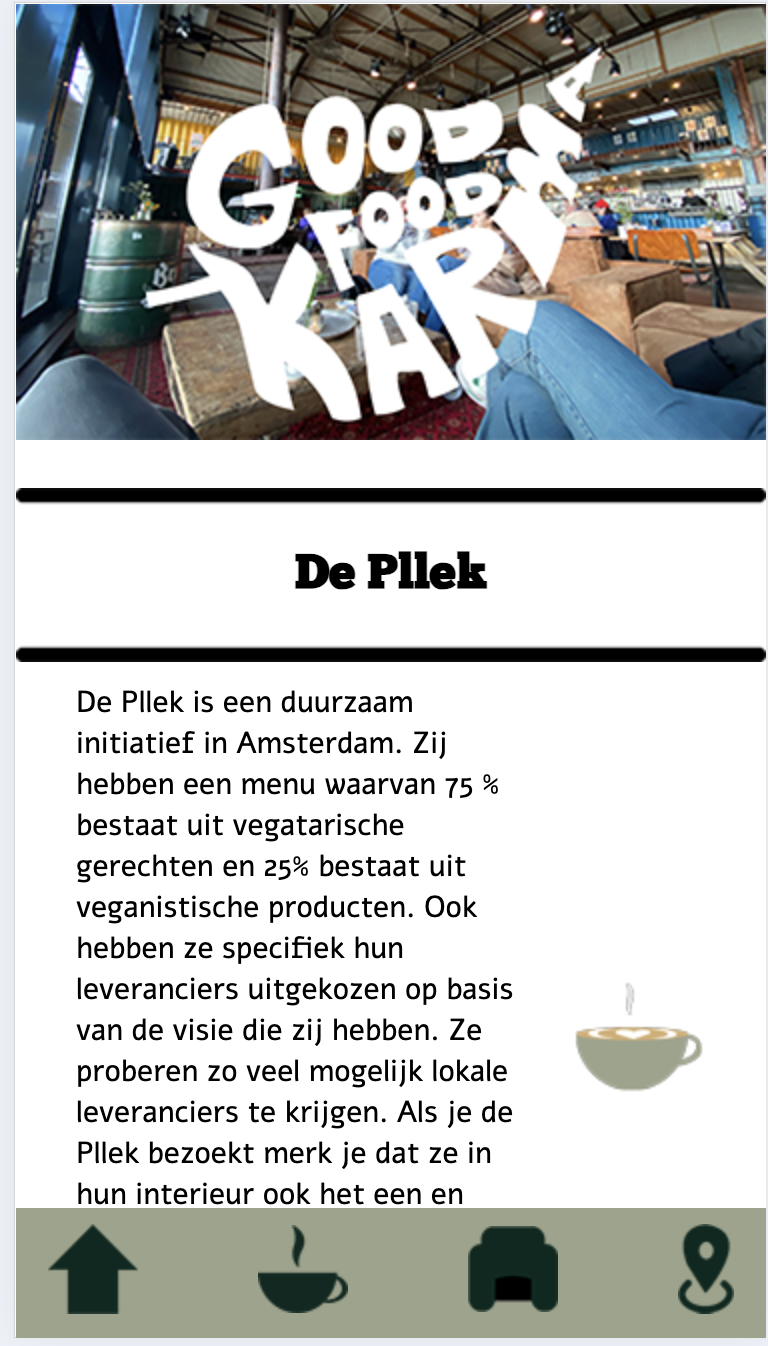 GOOD
FOOD
KARMA
De Pllek
De Pllek is een duurzaam
initiatief in Amsterdam. Zij
hebben een menu waarvan 75 %
bestaat uit vegatarische
gerechten en 25% bestaat uit
veganistische producten. Ook
hebben ze specifiek hun
leveranciers uitgekozen op basis
van de visie die zij hebben. Ze
proberen zo veel mogelijk lokale
leveranciers te krijgen. Als je de
Pllek bezoekt merk je dat ze in
hun interieur ook het een en